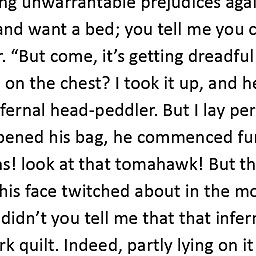 ng unwarrantable prejudices agai
and want a bed; you tell me you c
r. “But come, it’s getting dreadful
on the chest? I took it up, and he
fernal head-peddler. But I lay per
pened his bag, he commenced fu
as! look at that tomahawk! But th
his face twitched about in the mo
didn’t you tell me that that infern
rk quilt. Indeed, partly lying on it